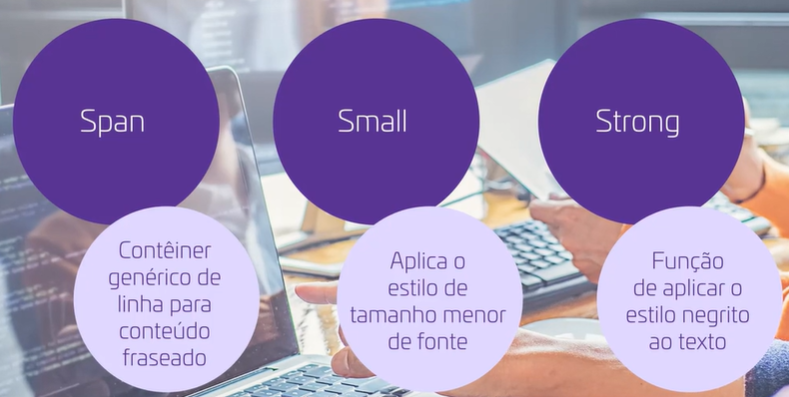 Span
Contêiner
genérico de
linha para
conteúdo
fraseado
Small
Aplica o
estilo de
tamanho menor
de fonte
Strong
Função
de aplicar o
estilo negrito
ao texto